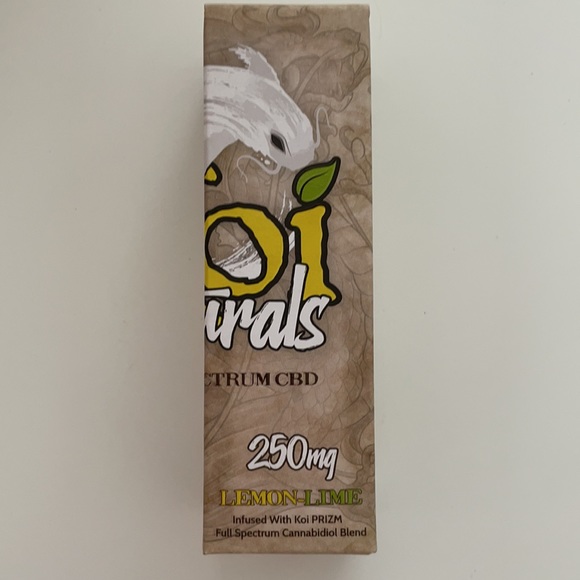 oi
urals
CTRUM CBD
250mg
LEMON-LIME
Infused With Koi PRIZM
Full Spectrum Cannabidiol Blend